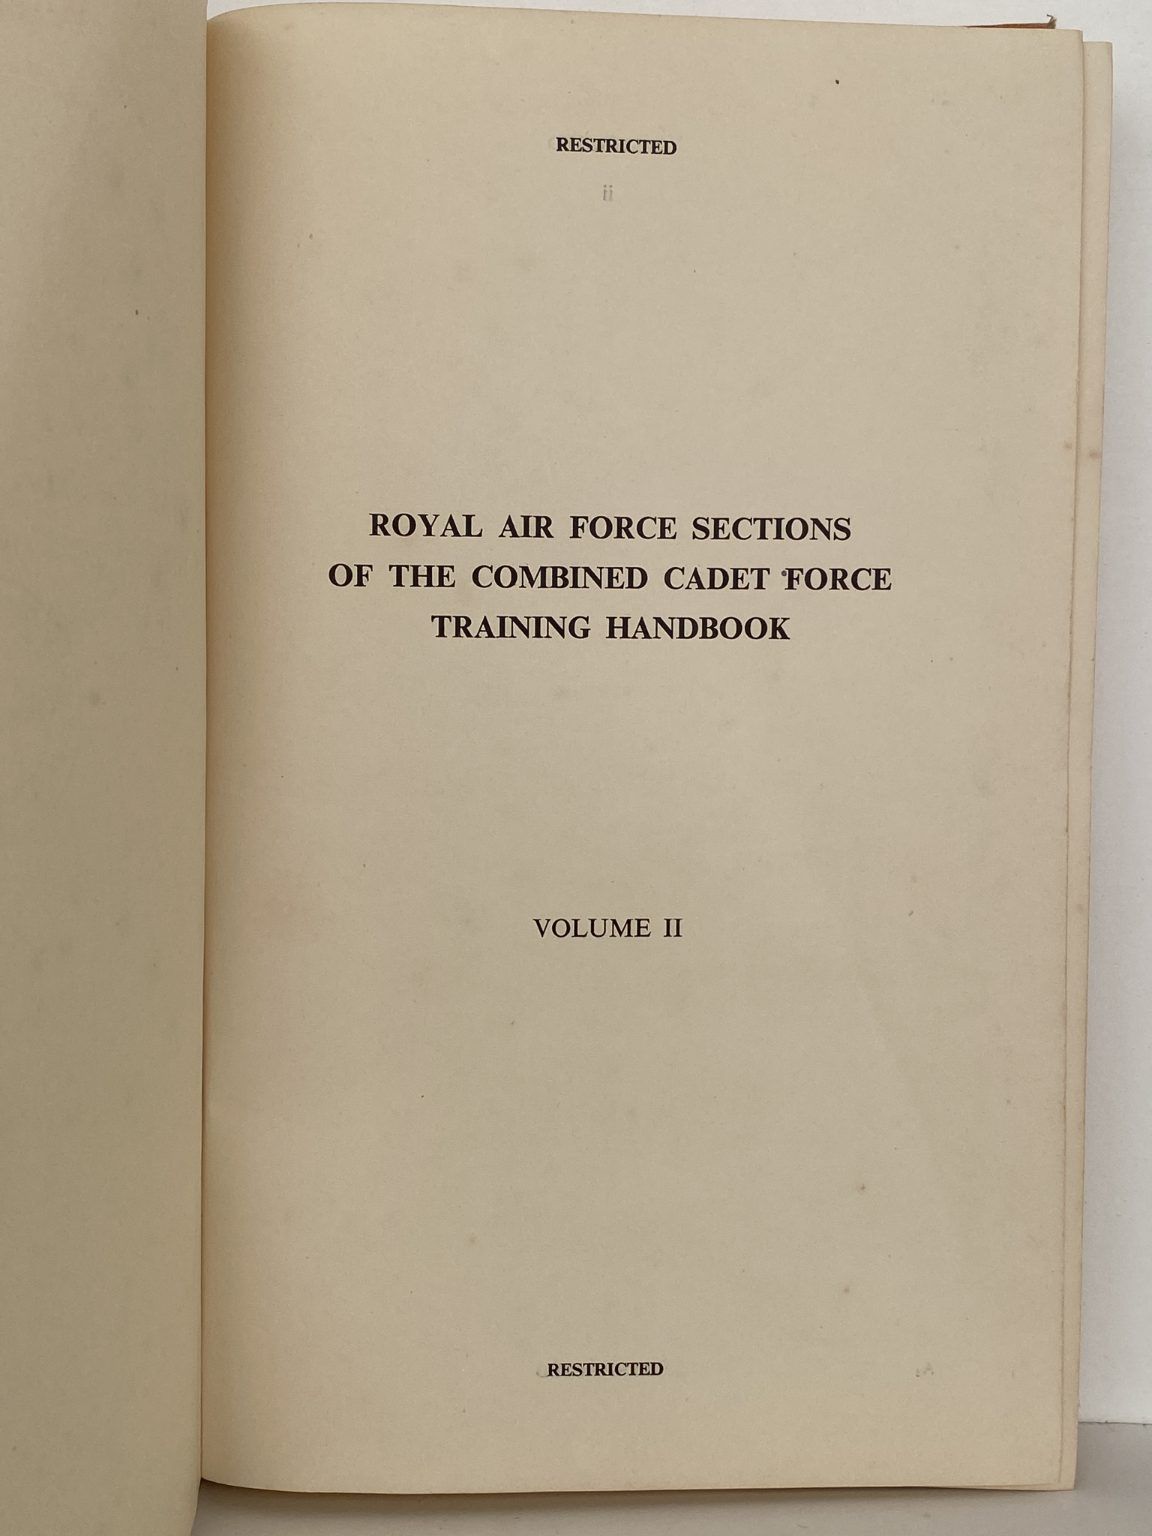 RESTRICTED
ii
ROYAL AIR FORCE SECTIONS
OF THE COMBINED CADET FORCE
TRAINING HANDBOOK
VOLUME II
RESTRICTED